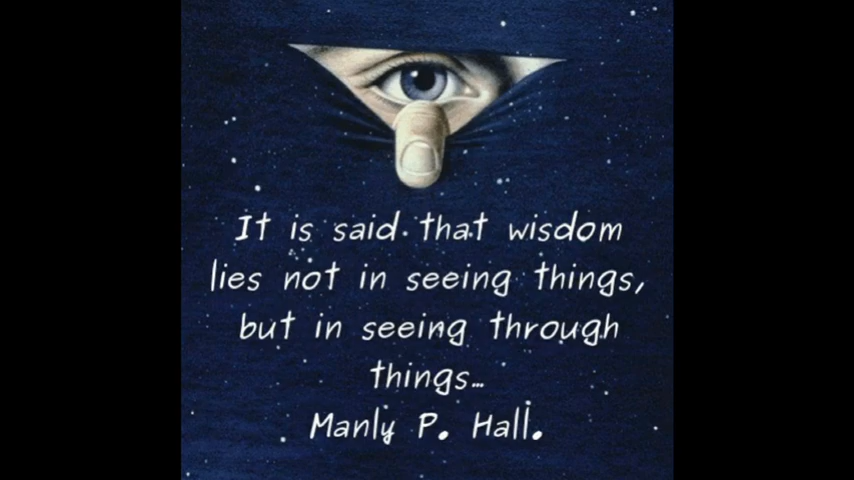 It is said that wisdom
lies not in seeing things,
but in seeing through
things...
Manly P. Hall.